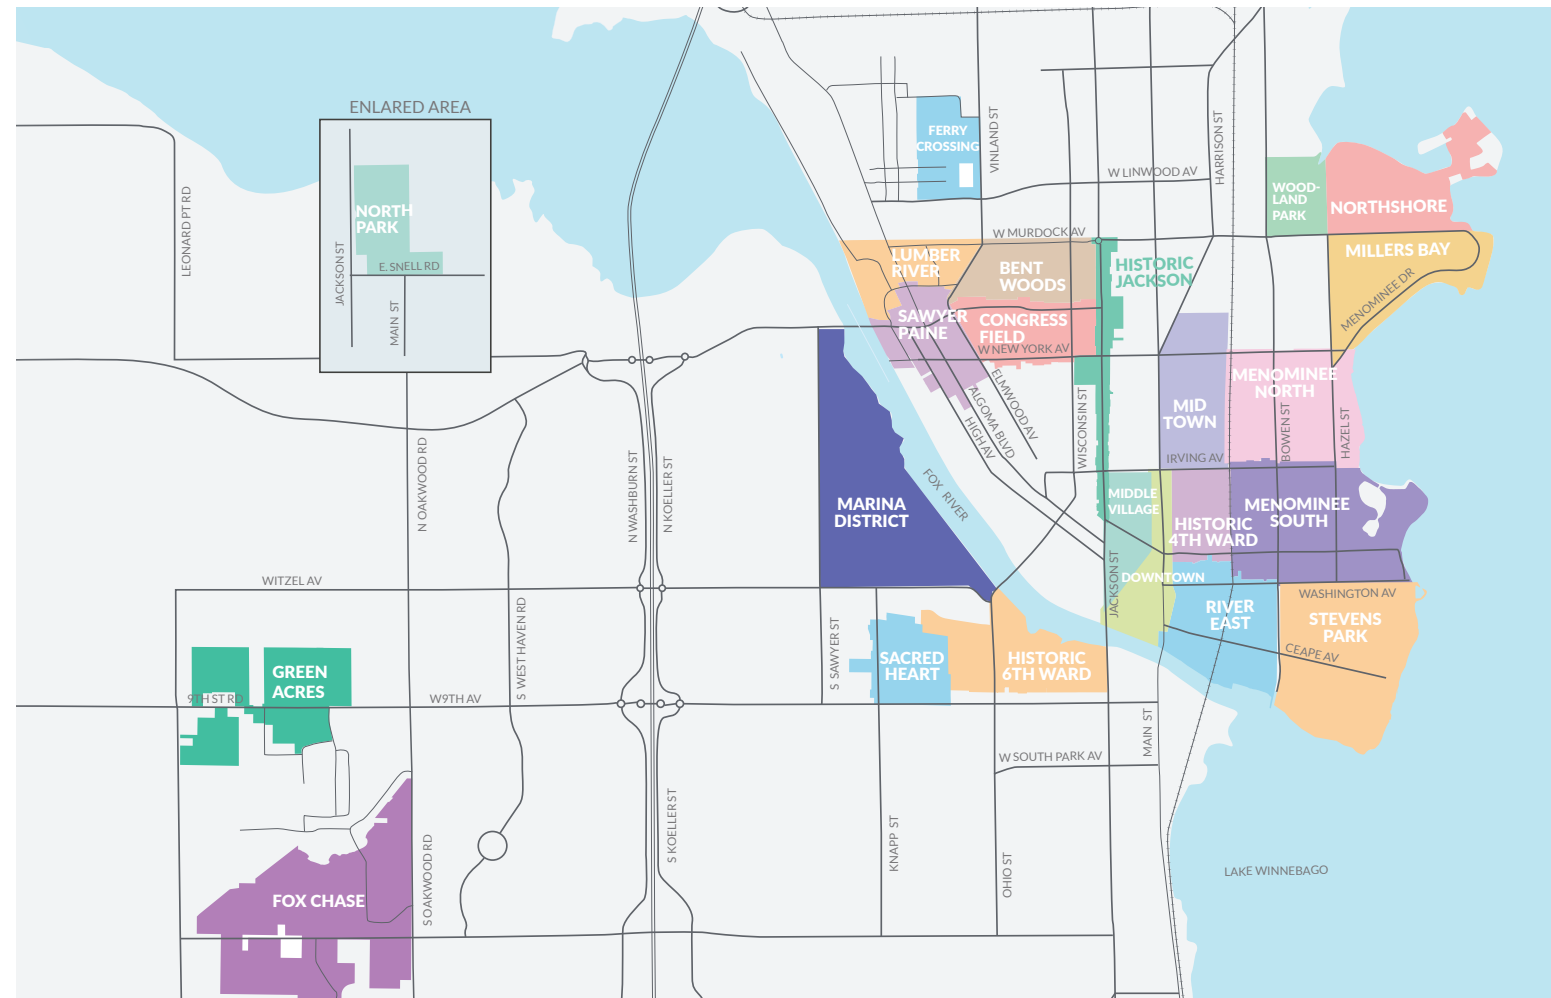 ENLARED AREA
NORTH
PARK
E. SNELL RD
JACKSON ST
MAIN ST
LEONARD PT RD
FERRY
CROSSING
VINLAND ST
W LINWOOD AV
HARRISON ST
WOOD-
LAND
PARK
NORTHSHORE
W MURDOCK AV
LUMBER
RIVER
BENT
WOODS
HISTORIC
JACKSON
MILLERS BAY
MENOMINEE DR
SAWYER
PAINE
CONGRESS
FIELD
W NEW YORK AV
MENOMINEE
NORTH
MID
TOWN
ELMWOOD AV
ALGOMA BLVD
HIGH AV
WISCONSIN ST
BOWEN ST
HAZEL ST
IRVING AV
N OAKWOOD RD
N WASHBURN ST
N KOELLER ST
FOX RIVER
MARINA
DISTRICT
MIDDLE
VILLAGE
HISTORIC
4TH WARD
MENOMINEE
SOUTH
DOWNTOWN
JACKSON ST
WITZEL AV
WASHINGTON AV
RIVER
EAST
STEVENS
PARK
CEAPE AV
S WEST HAVEN RD
S SAWYER ST
SACRED
HEART
HISTORIC
6TH WARD
GREEN
ACRES
9TH ST RD
W9TH AV
MAIN ST
W SOUTH PARK AV
S KOELLER ST
KNAPP ST
OHIO ST
S OAKWOOD RD
FOX CHASE
LAKE WINNEBAGO